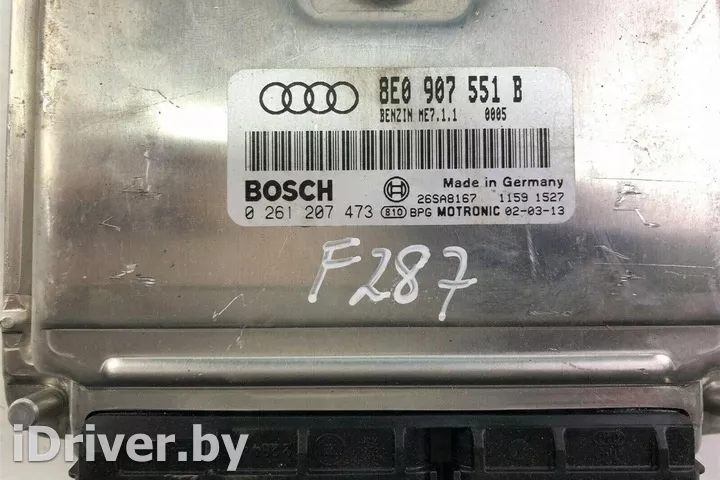 8E0 907 551 B
BENZIN ME7.1.1 0005
BOSCH
Made in Germany
26SA8167 1159 1527
0 261 207 473 810 BPG MOTRONIC 02-03-13
F287
iDriver.by